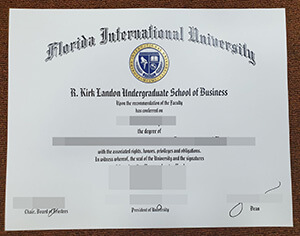 Florida International University
R. Kirk Landon Undergraduate School of Business
Upon the recommendation of the Faculty
has conferred on
the degree of
with the associated rights, honors, privileges and obligations.
In witness whereof, the seal of the University and the signatures
Chair, Board of Trustees
President of University
Dean